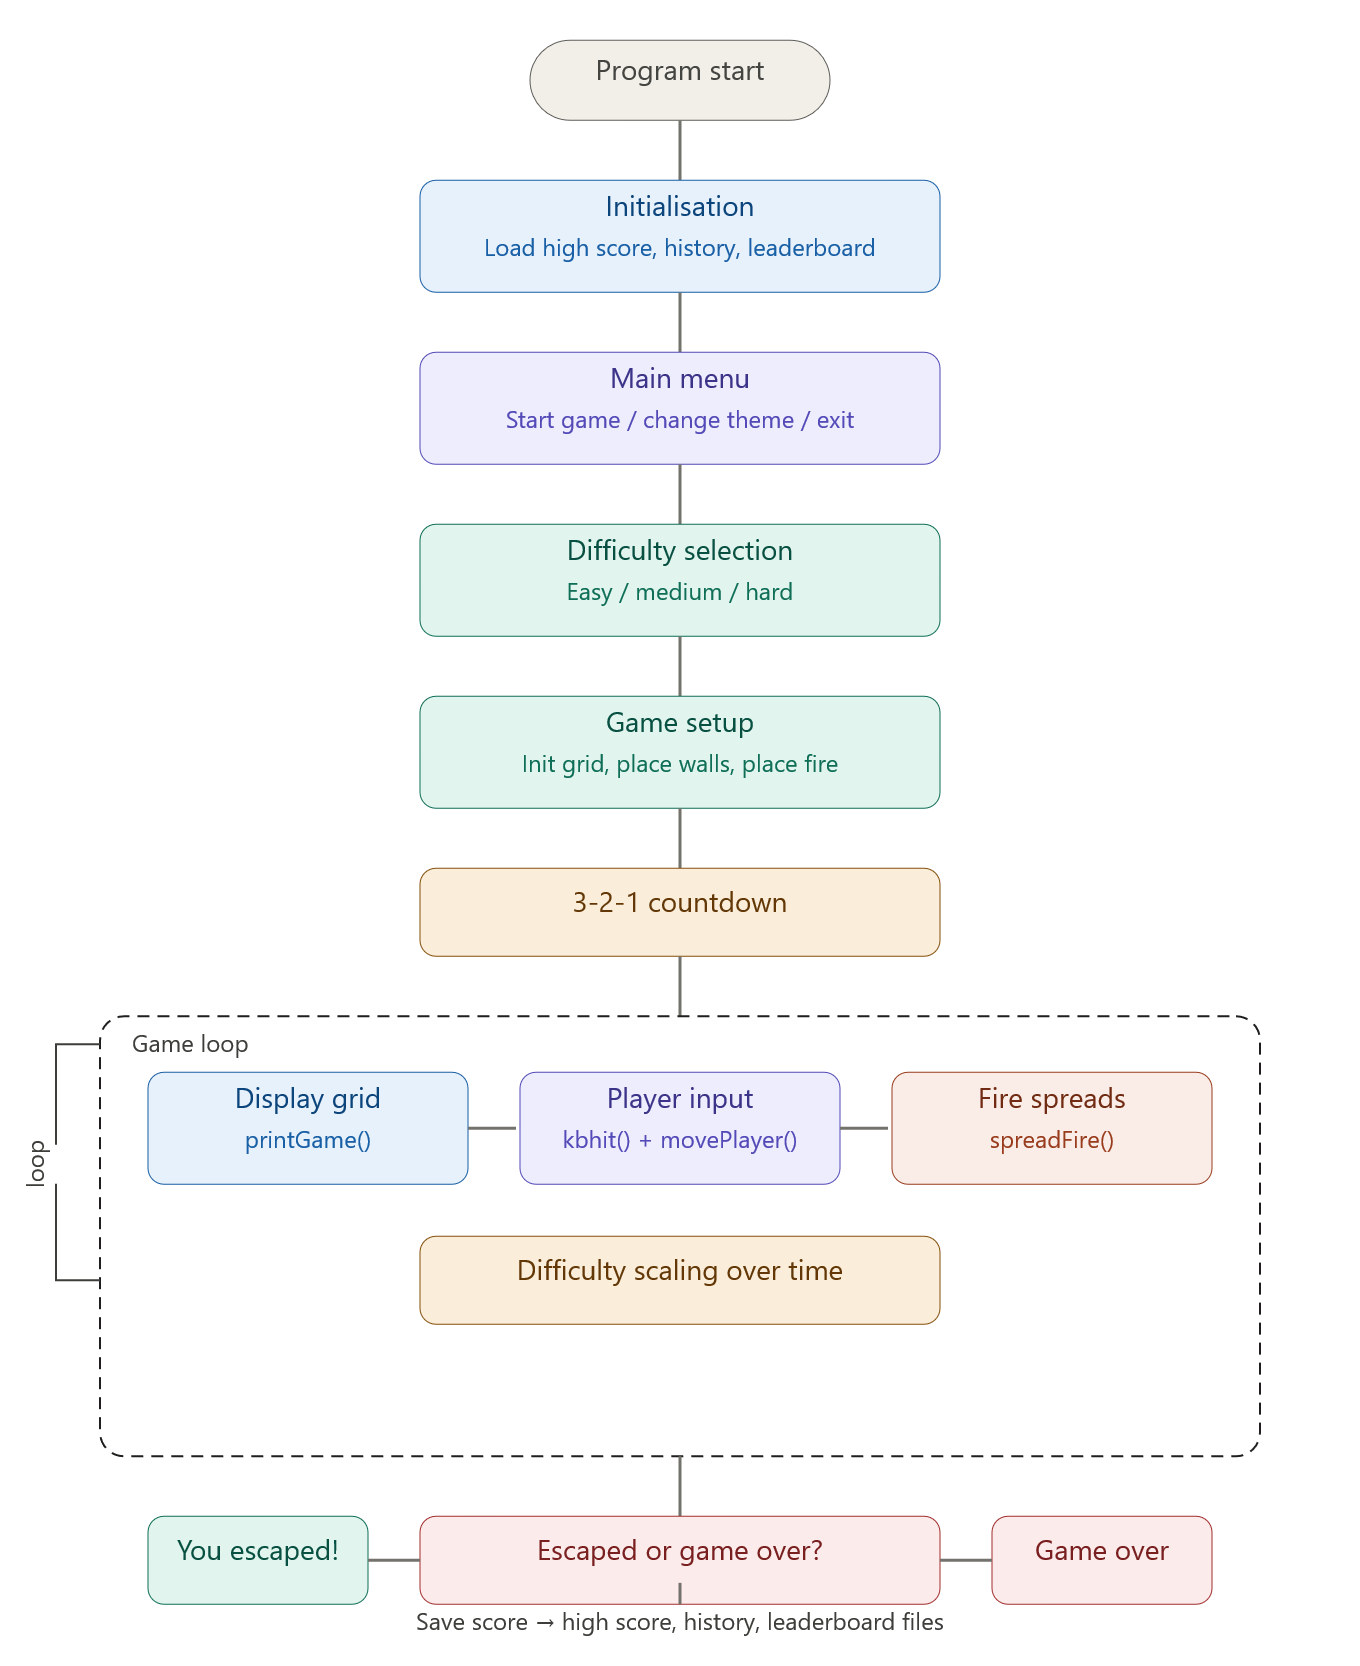 Program start
Initialisation
Load high score, history, leaderboard
Main menu
Start game / change theme / exit
Difficulty selection
Easy / medium / hard
Game setup
Init grid, place walls, place fire
3-2-1 countdown
Game loop
loop
Display grid
printGame()
Player input
kbhit() + movePlayer()
Fire spreads
spreadFire()
Difficulty scaling over time
You escaped!
Escaped or game over?
Game over
Save score → high score, history, leaderboard files